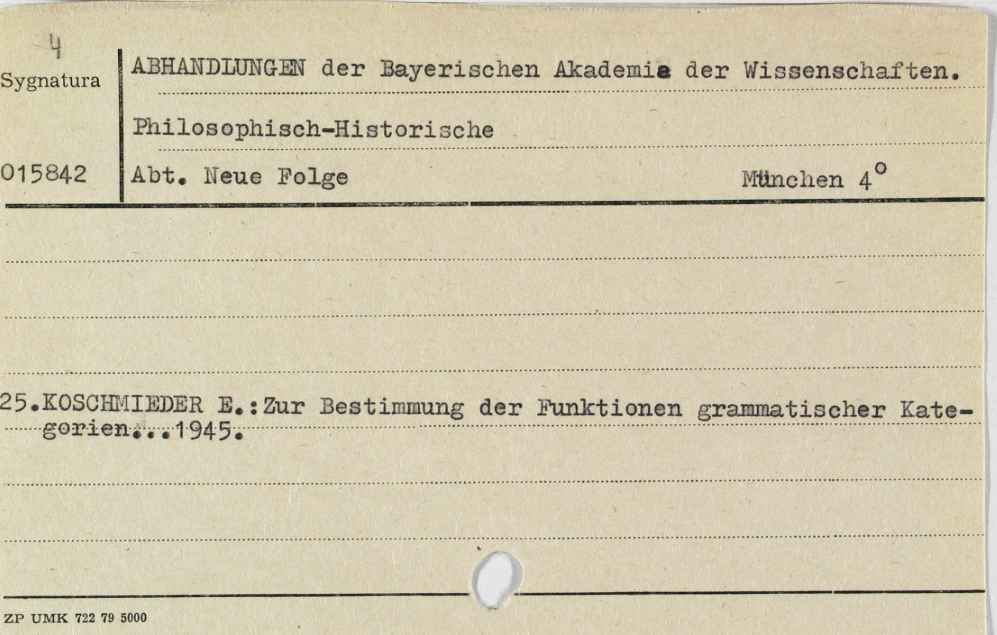 4
Sygnatura
ABHANDLUNGEN der Bayerischen Akademie der Wissenschaften.
Philosophisch-Historische
015842
Abt. Neue Folge München 4°
25.KOSCHMIEDER E.:Zur Bestimmung der Funktionen grammatischer Kate-
gorien...1945.
ZP UMK 722 79 5000